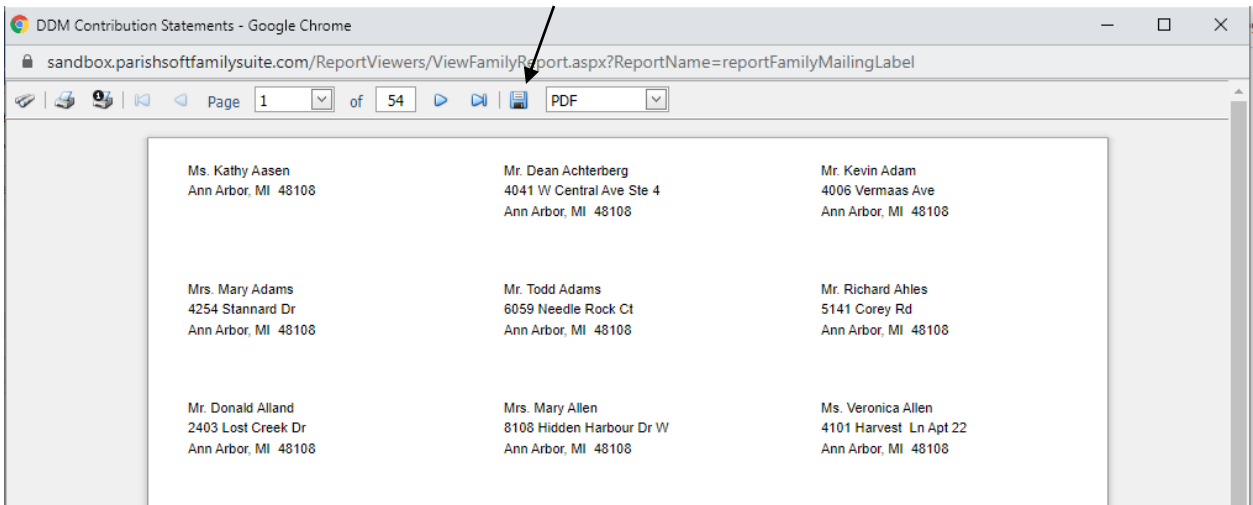 DDM Contribution Statements - Google Chrome
sandbox.parishsoftfamilysuite.com/ReportViewers/ViewFamilyReport.aspx?ReportName=reportFamilyMailingLabel
Page 1 of 54 PDF
Ms. Kathy Aasen
Ann Arbor, MI 48108
Mr. Dean Achterberg
4041 W Central Ave Ste 4
Ann Arbor, MI 48108
Mr. Kevin Adam
4006 Vermaas Ave
Ann Arbor, MI 48108
Mrs. Mary Adams
4254 Stannard Dr
Ann Arbor, MI 48108
Mr. Todd Adams
6059 Needle Rock Ct
Ann Arbor, MI 48108
Mr. Richard Ahles
5141 Corey Rd
Ann Arbor, MI 48108
Mr. Donald Alland
2403 Lost Creek Dr
Ann Arbor, MI 48108
Mrs. Mary Allen
8108 Hidden Harbour Dr W
Ann Arbor, MI 48108
Ms. Veronica Allen
4101 Harvest Ln Apt 22
Ann Arbor, MI 48108